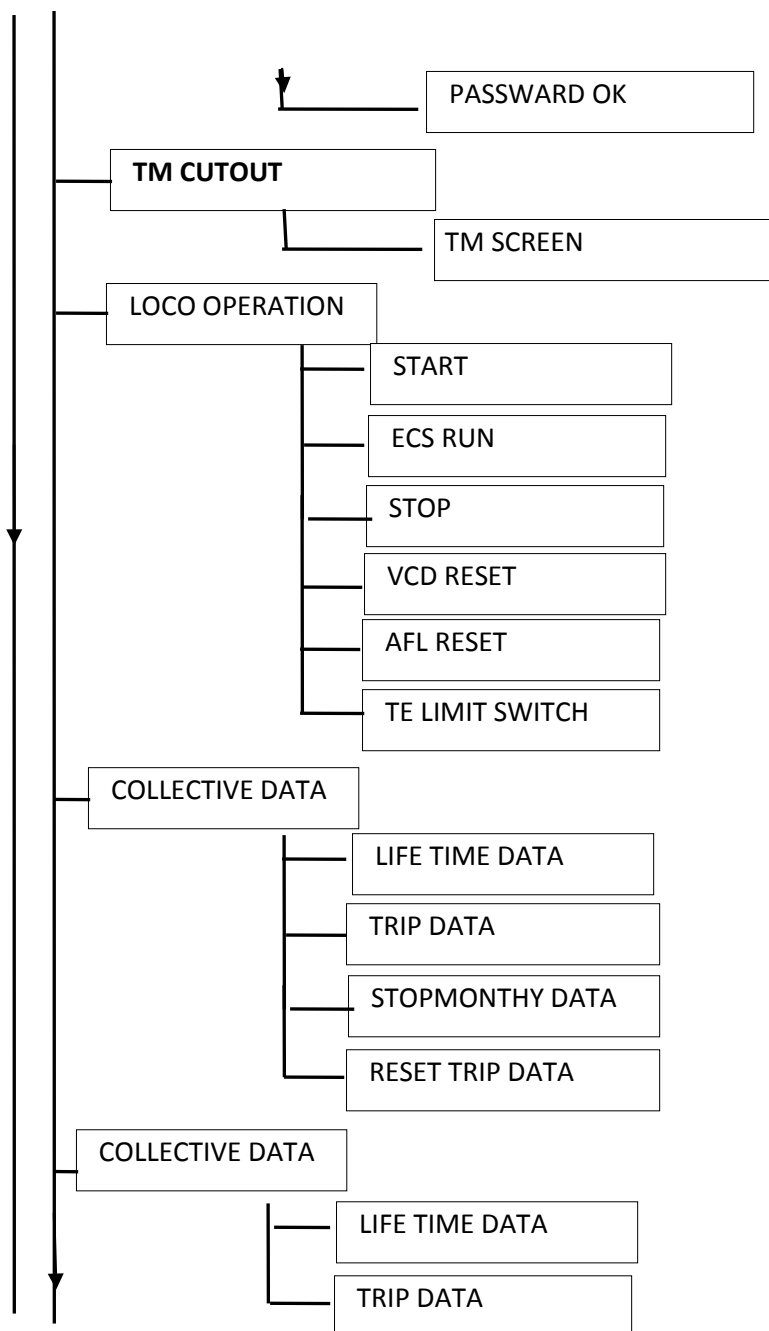 PASSWARD OK
TM CUTOUT
TM SCREEN
LOCO OPERATION
START
ECS RUN
STOP
VCD RESET
AFL RESET
TE LIMIT SWITCH
COLLECTIVE DATA
LIFE TIME DATA
TRIP DATA
STOPMONTHY DATA
RESET TRIP DATA
COLLECTIVE DATA
LIFE TIME DATA
TRIP DATA